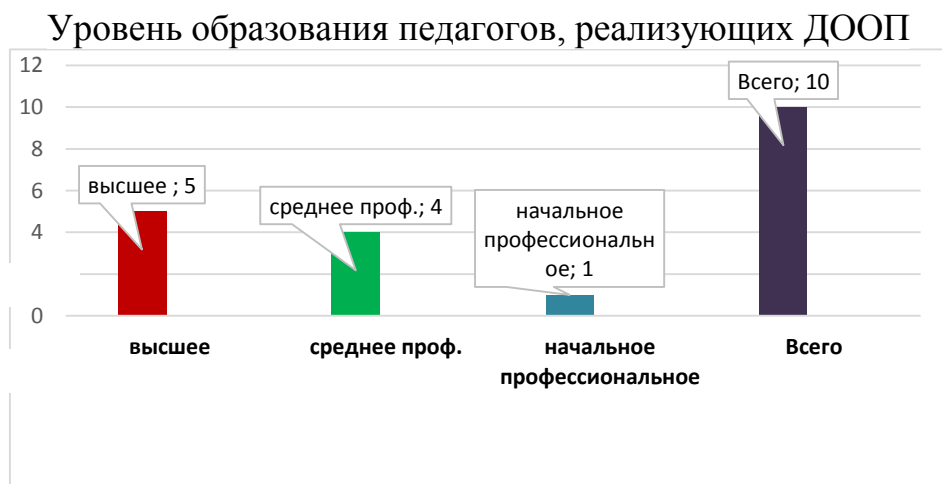 Уровень образования педагогов, реализующих ДООП
12
10
8
6
4
0
Всего; 10
высшее ; 5
среднее проф.; 4
начальное
профессиональн
ое; 1
высшее
среднее проф.
начальное
профессиональное
Всего